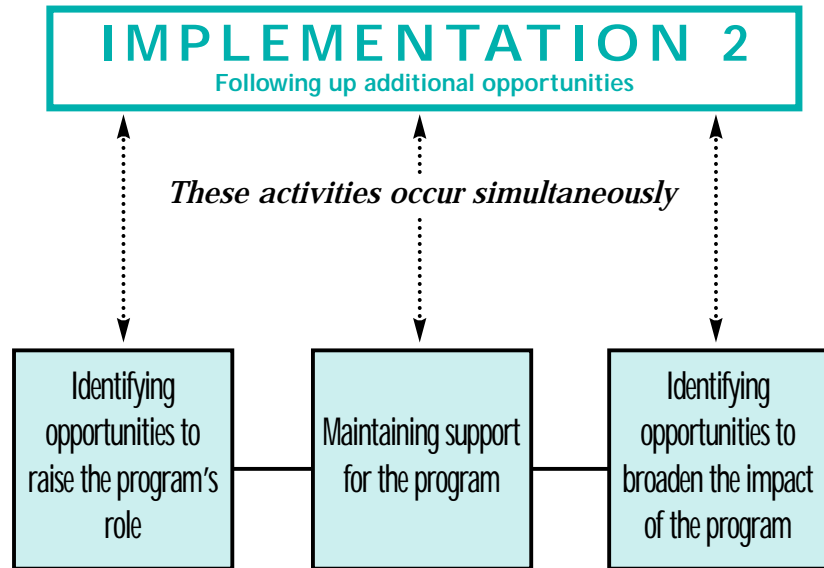 IMPLEMENTATION 2
Following up additional opportunities
These activities occur simultaneously
Identifying
opportunities to
raise the program's
role
Maintaining support
for the program
Identifying
opportunities to
broaden the impact
of the program